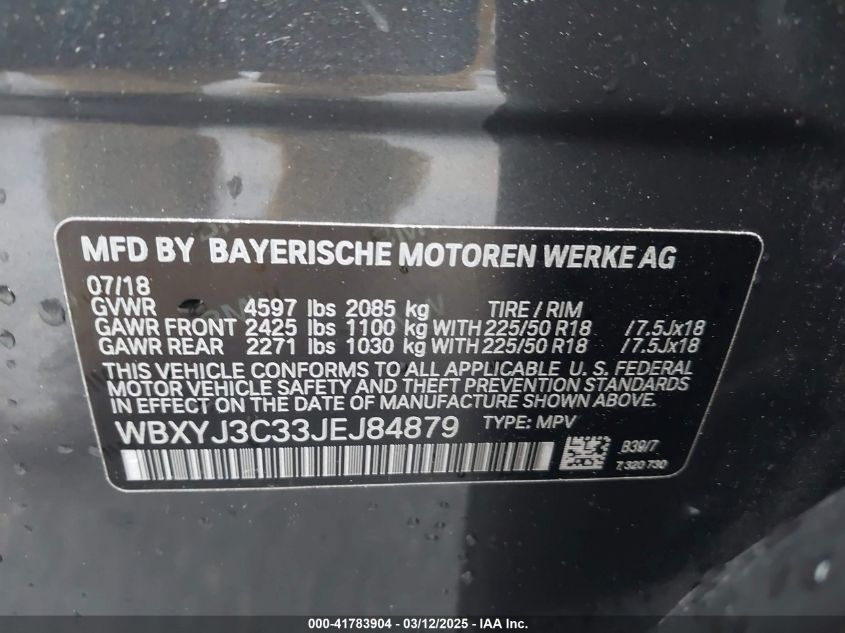 MFD BY BAYERISCHE MOTOREN WERKE AG
07/18
GVWR 4597 lbs 2085 kg TIRE / RIM
GAWR FRONT 2425 lbs 1100 kg WITH 225/50 R18 / 7.5Jx18
GAWR REAR 2271 lbs 1030 kg WITH 225/50 R18 / 7.5Jx18
THIS VEHICLE CONFORMS TO ALL APPLICABLE U. S. FEDERAL
MOTOR VEHICLE SAFETY AND THEFT PREVENTION STANDARDS
IN EFFECT ON THE DATE OF MANUFACTURE SHOWN ABOVE.
WBXYJ3C33JEJ84879 TYPE: MPV
B39/7
7 320 730
000-41783904 - 03/12/2025 - IAA Inc.